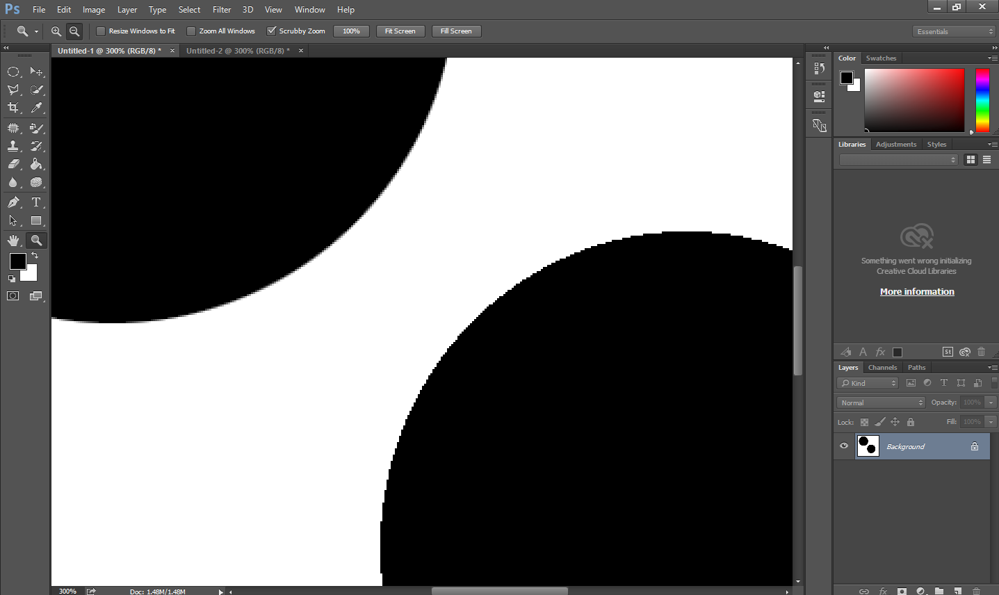 Ps File Edit Image Layer Type Select Filter 3D View Window Help
Resize Windows to Fit Zoom All Windows Scrubby Zoom 100% Fit Screen Fill Screen Essentials
Untitled-1 @ 300% (RGB/8) * × Untitled-2 @ 300% (RGB/8) * ×
Color Swatches
Libraries Adjustments Styles
Something went wrong initializing
Creative Cloud Libraries
More information
A fx St
Layers Channels Paths
Kind T
Normal Opacity: 100%
Lock: Fill: 100%
Background
300% Doc: 1.48M/1.48M fx